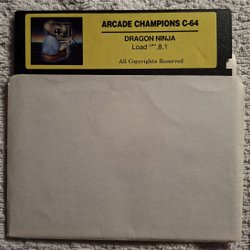 ARCADE CHAMPIONS C-64
DRAGON NINJA
Load "*",8,1
All Copyrights Reserved